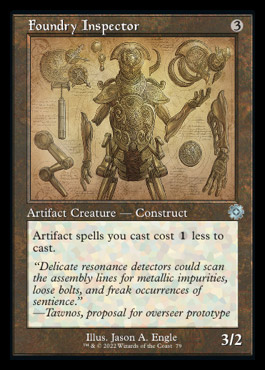 Foundry Inspector 3
Artifact Creature — Construct
Artifact spells you cast cost 1 less to
cast.
“Delicate resonance detectors could scan
the assembly lines for metallic impurities,
loose bolts, and freak occurrences of
sentience.”
—Tawnos, proposal for overseer prototype
Illus. Jason A. Engle
™ & © 2022 Wizards of the Coast 79
3/2